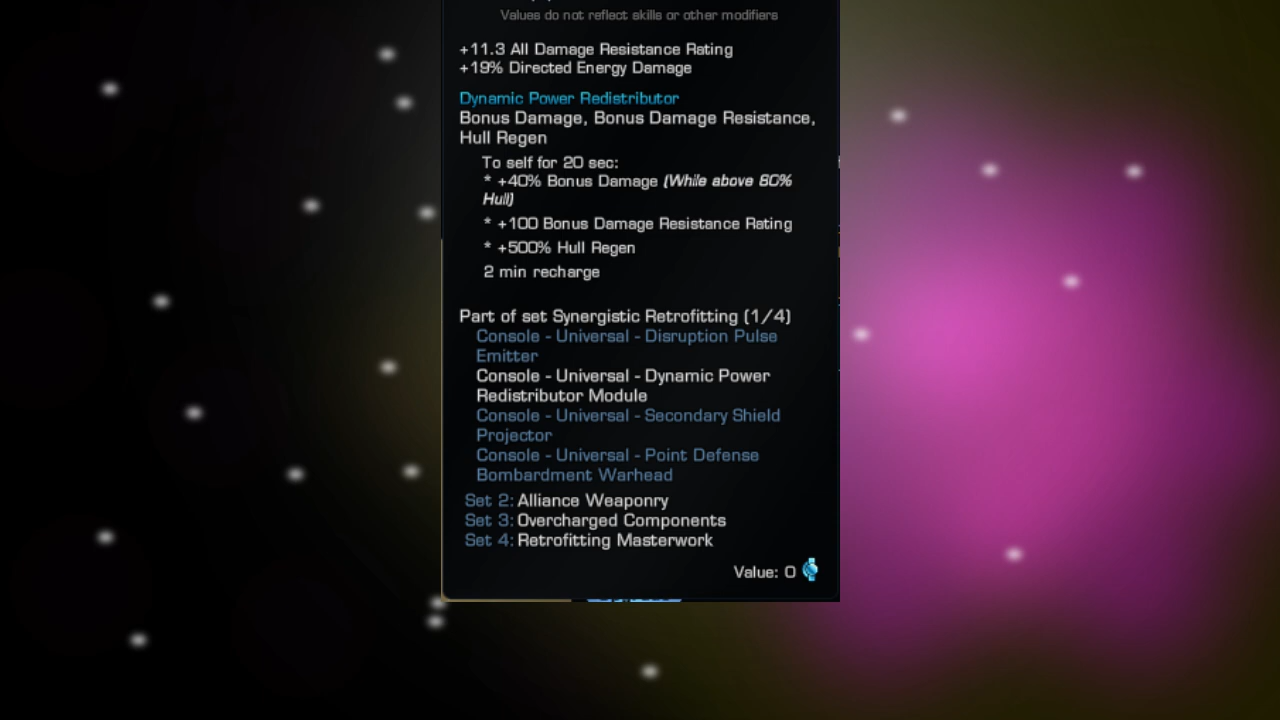 Values do not reflect skills or other modifiers
+11.3 All Damage Resistance Rating
+19% Directed Energy Damage
Dynamic Power Redistributor
Bonus Damage, Bonus Damage Resistance,
Hull Regen
To self for 20 sec:
* +40% Bonus Damage (While above 80%
Hull)
* +100 Bonus Damage Resistance Rating
* +500% Hull Regen
2 min recharge
Part of set Synergistic Retrofitting (1/4)
Console - Universal - Disruption Pulse
Emitter
Console - Universal - Dynamic Power
Redistributor Module
Console - Universal - Secondary Shield
Projector
Console - Universal - Point Defense
Bombardment Warhead
Set 2: Alliance Weaponry
Set 3: Overcharged Components
Set 4: Retrofitting Masterwork
Value: 0